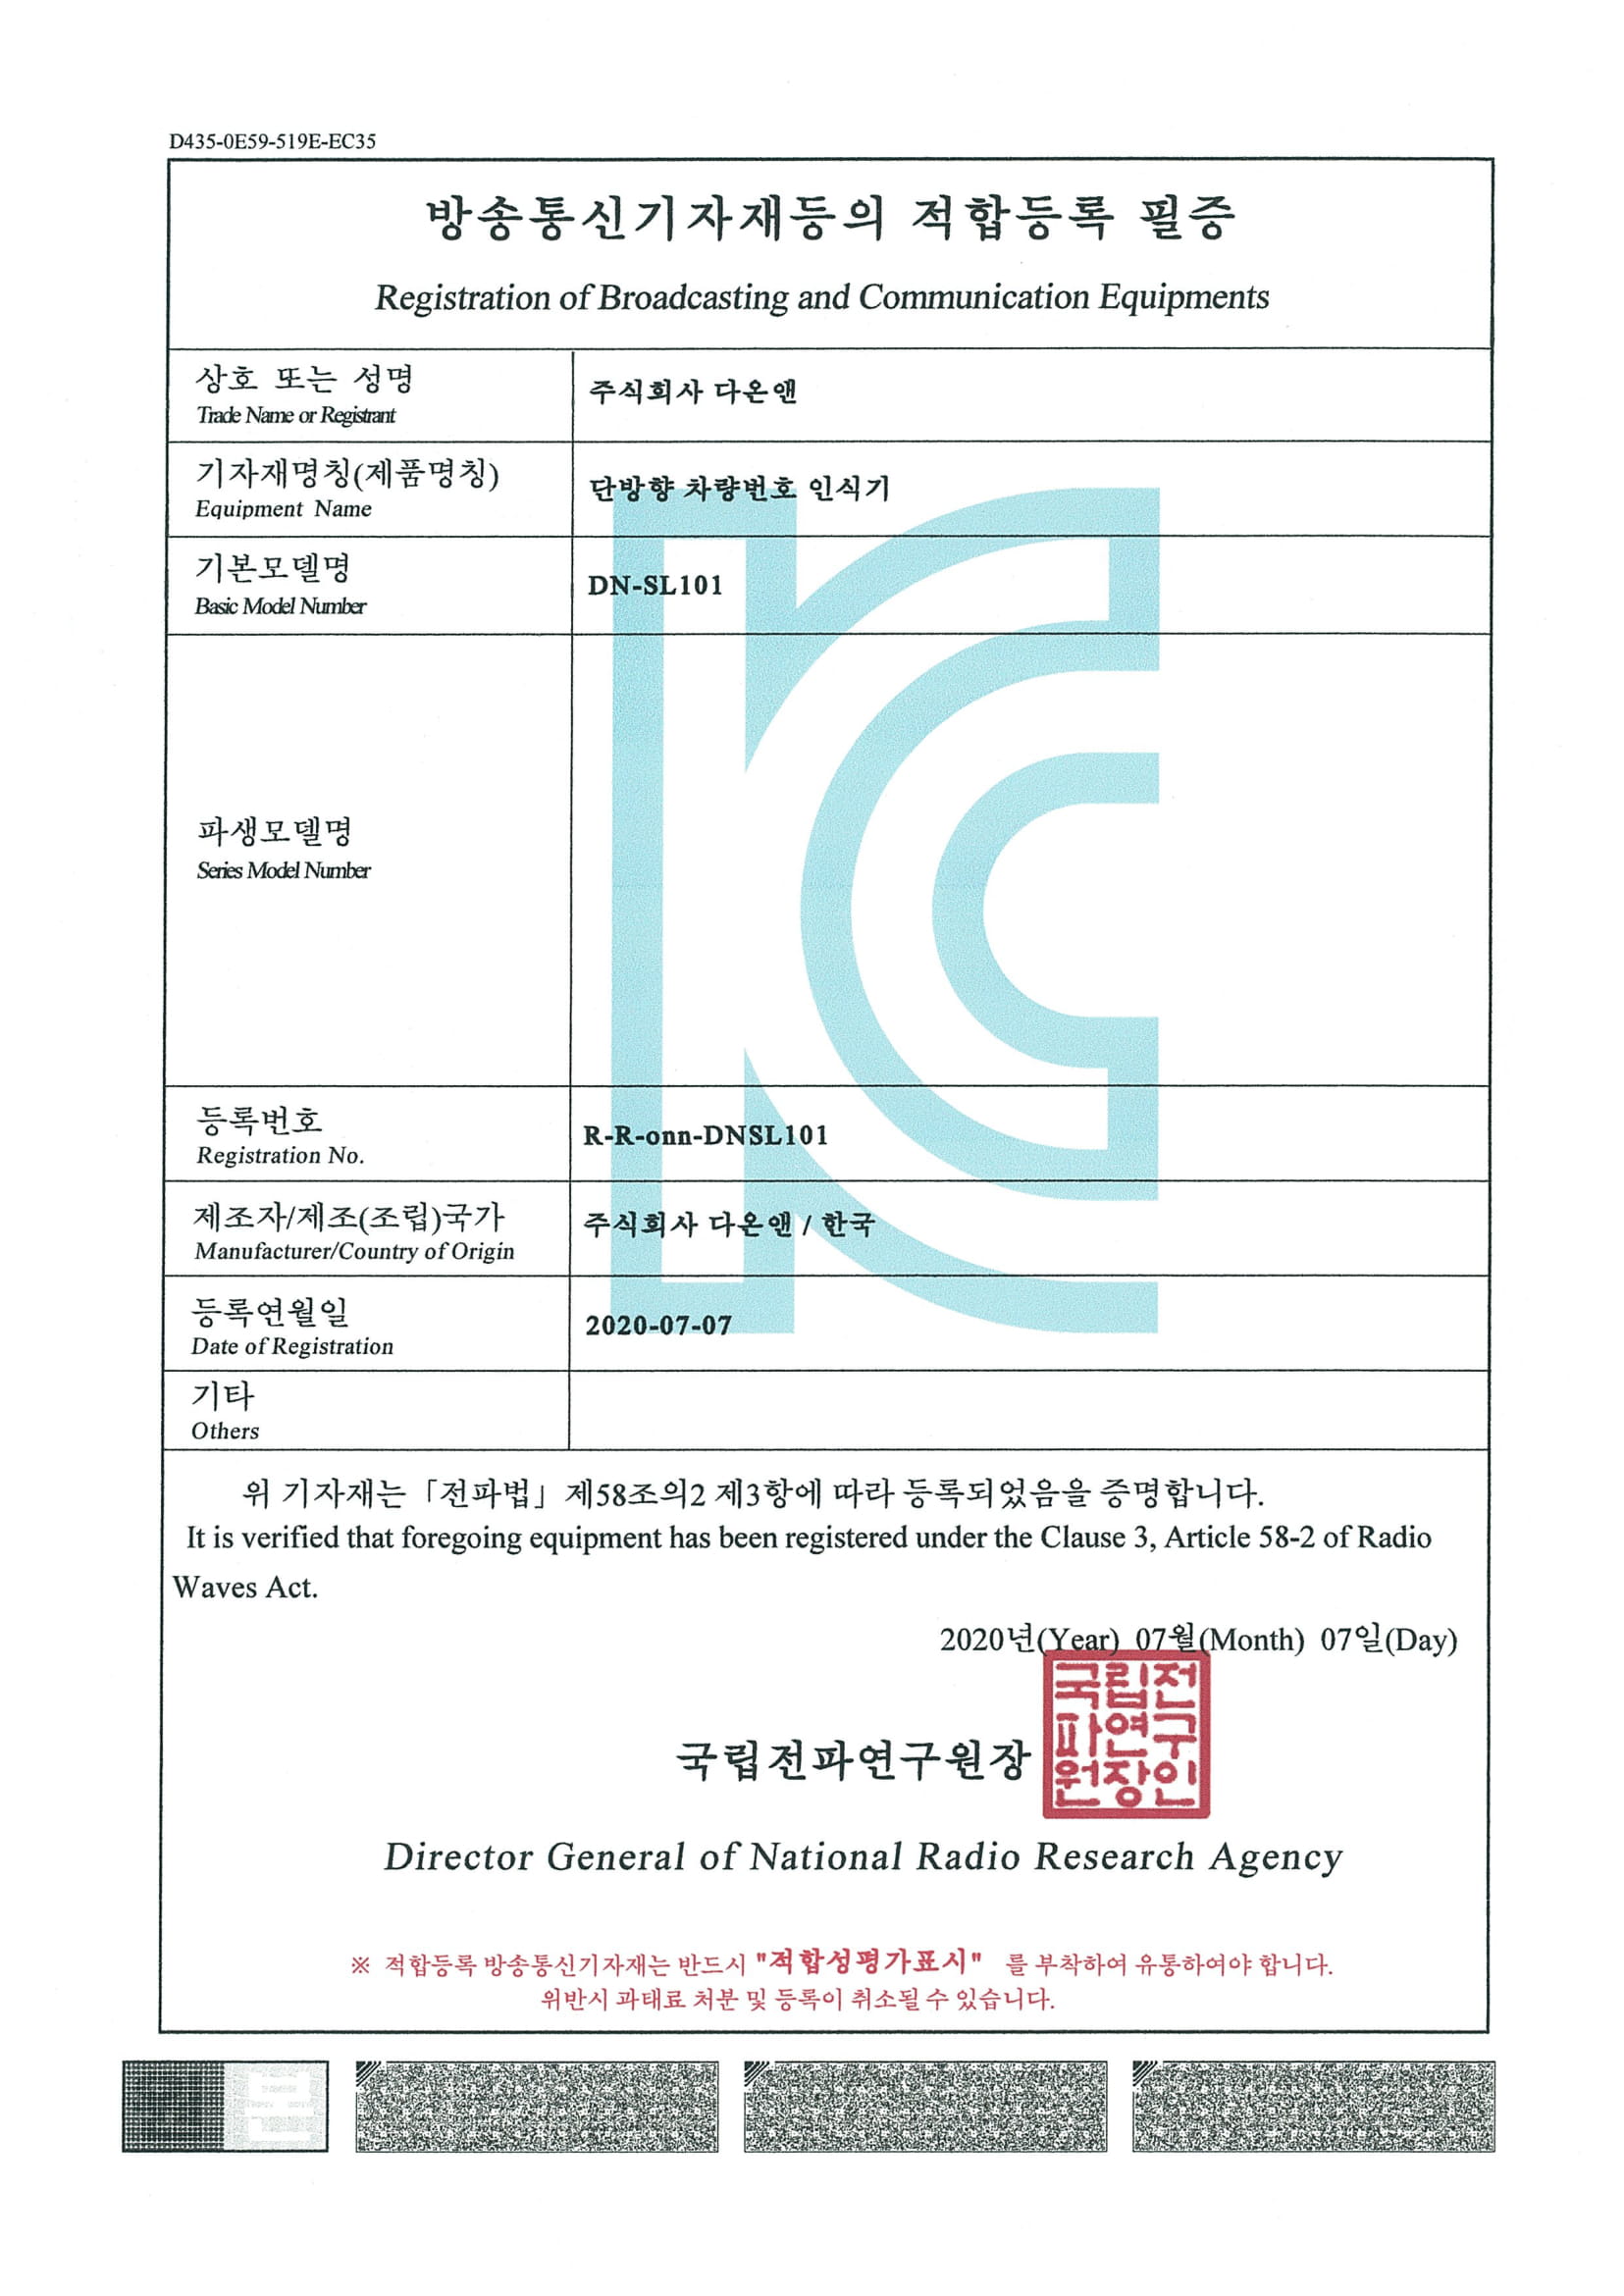 D435-0E59-519E-EC35
방송통신기자재등의 적합등록 필증
Registration of Broadcasting and Communication Equipments
상호 또는 성명
Trade Name or Registrant
주식회사 다온앤
기자재명칭(제품명칭)
Equipment Name
단방향 차량번호 인식기
기본모델명
Basic Model Number
DN-SL101
파생모델명
Series Model Number
등록번호
Registration No.
R-R-onn-DNSL101
제조자/제조(조립)국가
Manufacturer/Country of Origin
주식회사 다온앤 / 한국
등록연월일
Date of Registration
2020-07-07
기타
Others
위 기자재는「전파법」제58조의2 제3항에 따라 등록되었음을 증명합니다.
It is verified that foregoing equipment has been registered under the Clause 3, Article 58-2 of Radio
Waves Act.
2020년(Year) 07월(Month) 07일(Day)
국립전파연구원장
국립전
파연구
원장인
Director General of National Radio Research Agency
※ 적합등록 방송통신기자재는 반드시 "적합성평가표시" 를 부착하여 유통하여야 합니다.
위반시 과태료 처분 및 등록이 취소될 수 있습니다.
본